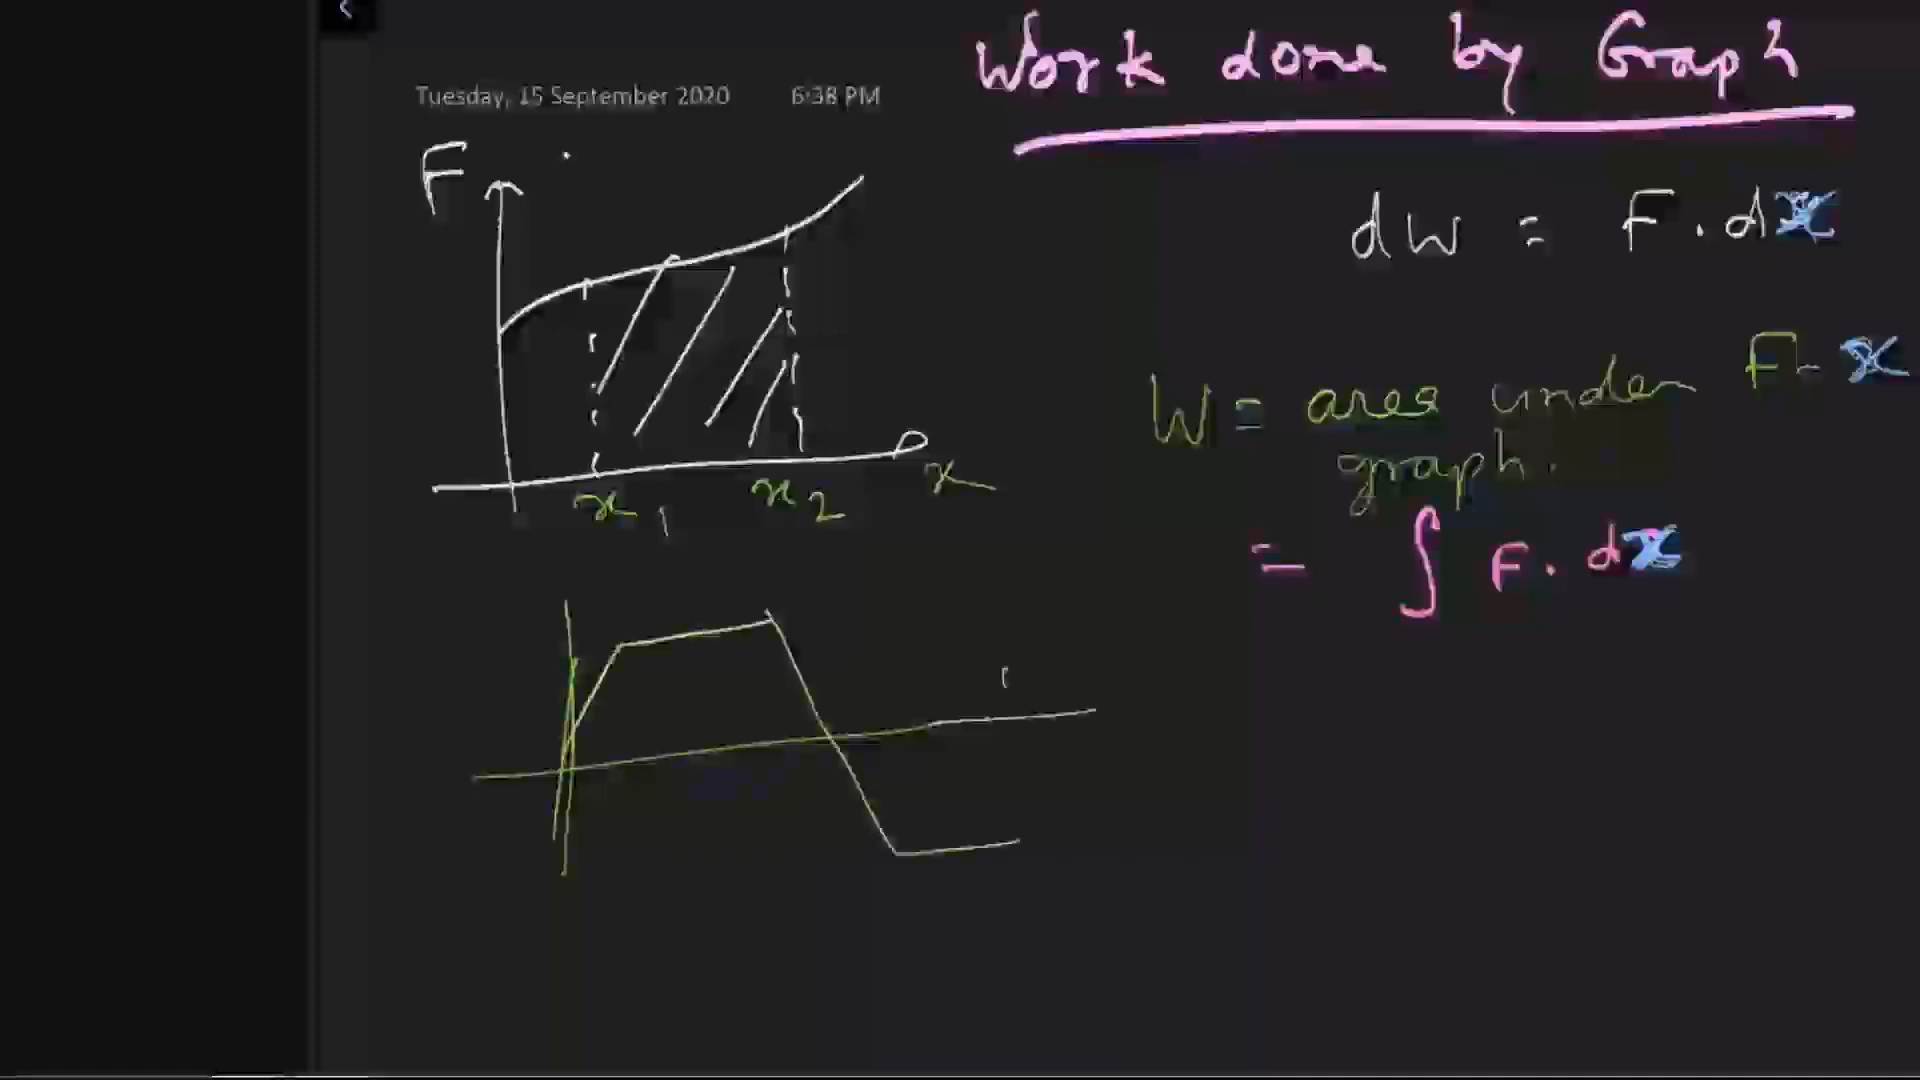 Work done by Graph
Tuesday, 15 September 2020 6:38 PM
F
dW = F. dx
W = area under F-x
graph.
x1 x2 x
= ∫ F. dx